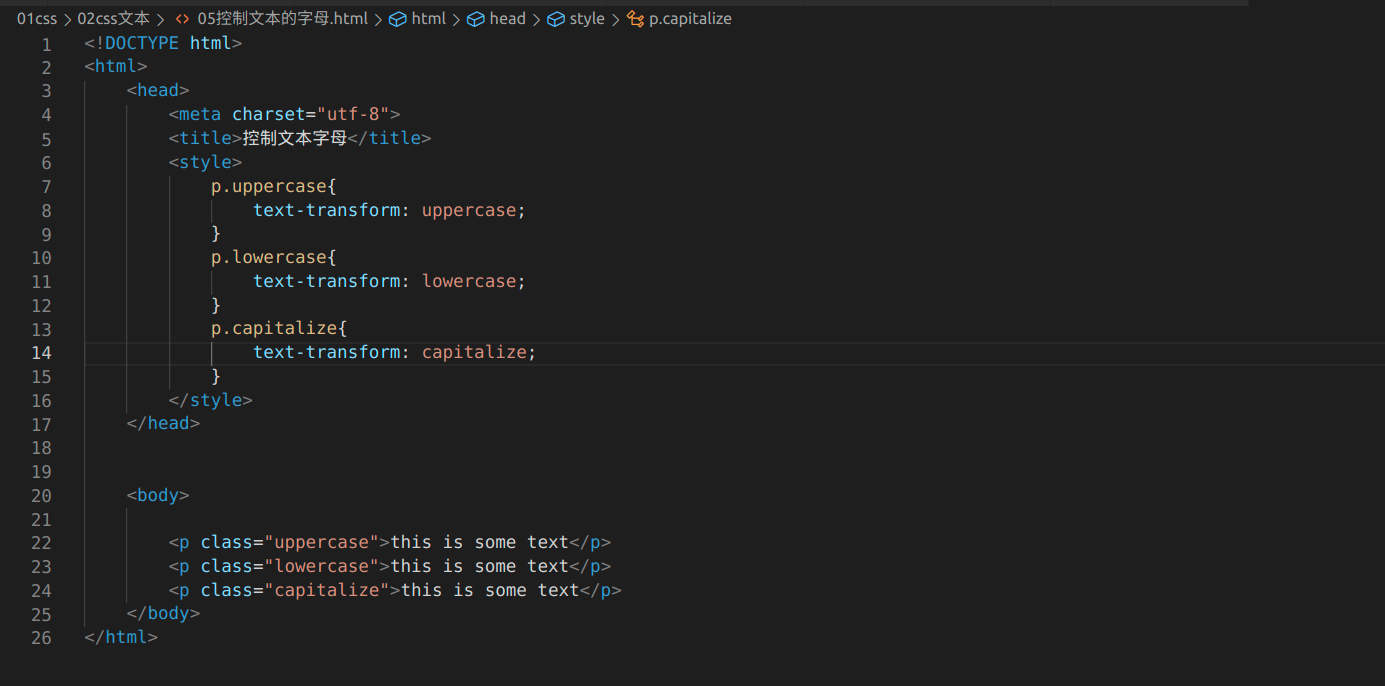 01css > 02css文本 > <> 05控制文本的字母.html > html > head > style > p.capitalize
1 <!DOCTYPE html>
2 <html>
3 <head>
4 <meta charset="utf-8">
5 <title>控制文本字母</title>
6 <style>
7 p.uppercase{
8 text-transform: uppercase;
9 }
10 p.lowercase{
11 text-transform: lowercase;
12 }
13 p.capitalize{
14 text-transform: capitalize;
15 }
16 </style>
17 </head>
18
19
20 <body>
21
22 <p class="uppercase">this is some text</p>
23 <p class="lowercase">this is some text</p>
24 <p class="capitalize">this is some text</p>
25 </body>
26 </html>